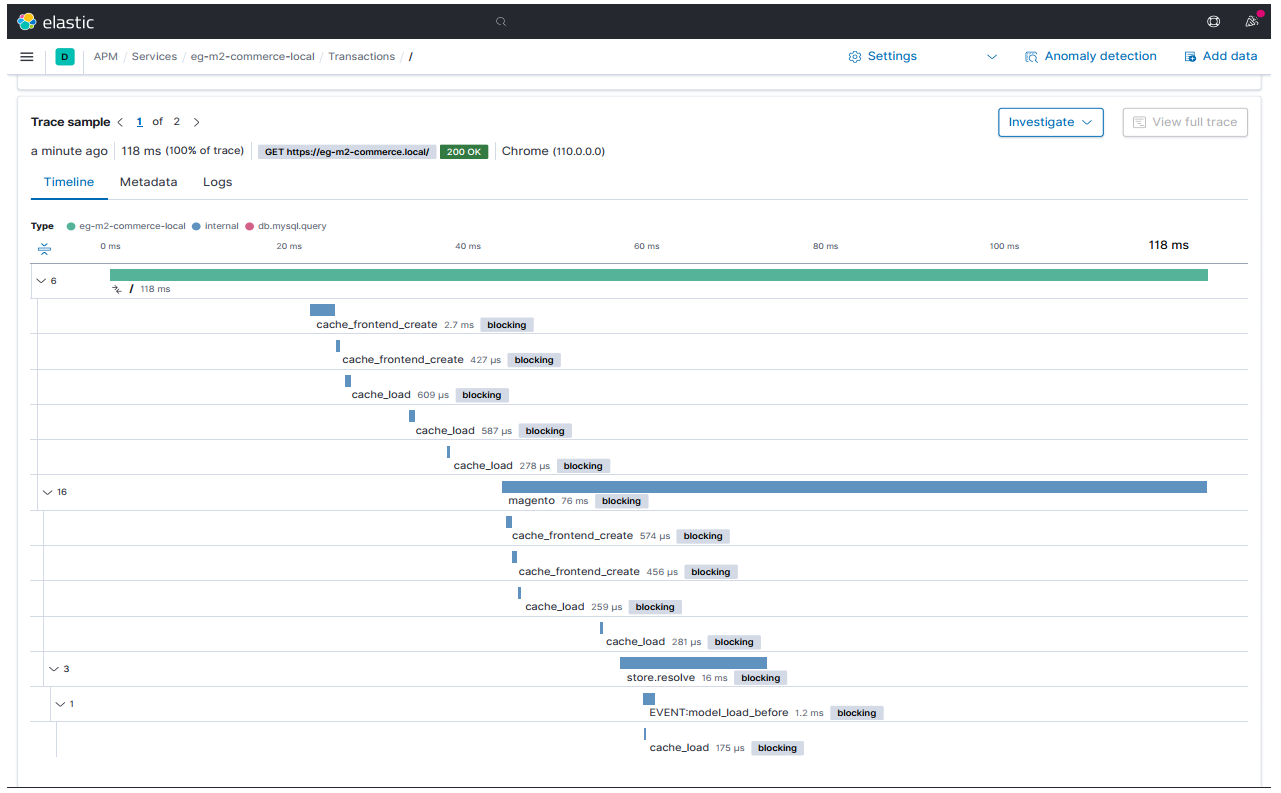 elastic
D APM / Services / eg-m2-commerce-local / Transactions / / Settings Anomaly detection Add data
Trace sample < 1 of 2 > Investigate View full trace
a minute ago 118 ms (100% of trace) GET https://eg-m2-commerce.local/ 200 OK Chrome (110.0.0.0)
Timeline Metadata Logs
Type eg-m2-commerce-local internal db.mysql.query
0 ms 20 ms 40 ms 60 ms 80 ms 100 ms 118 ms
6
/ 118 ms
cache_frontend_create 2.7 ms blocking
cache_frontend_create 427 μs blocking
cache_load 609 μs blocking
cache_load 587 μs blocking
cache_load 278 μs blocking
16
magento 76 ms blocking
cache_frontend_create 574 μs blocking
cache_frontend_create 456 μs blocking
cache_load 259 μs blocking
cache_load 281 μs blocking
3
store.resolve 16 ms blocking
1
EVENT:model_load_before 1.2 ms blocking
cache_load 175 μs blocking